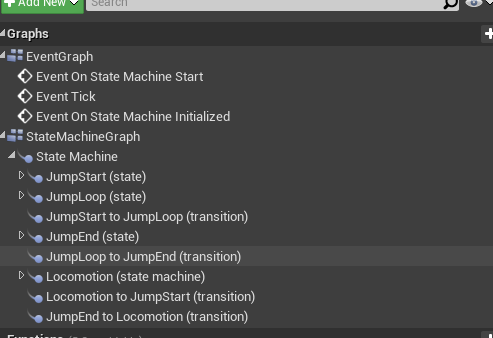 Add New
Search
Graphs
EventGraph
Event On State Machine Start
Event Tick
Event On State Machine Initialized
StateMachineGraph
State Machine
JumpStart (state)
JumpLoop (state)
JumpStart to JumpLoop (transition)
JumpEnd (state)
JumpLoop to JumpEnd (transition)
Locomotion (state machine)
Locomotion to JumpStart (transition)
JumpEnd to Locomotion (transition)